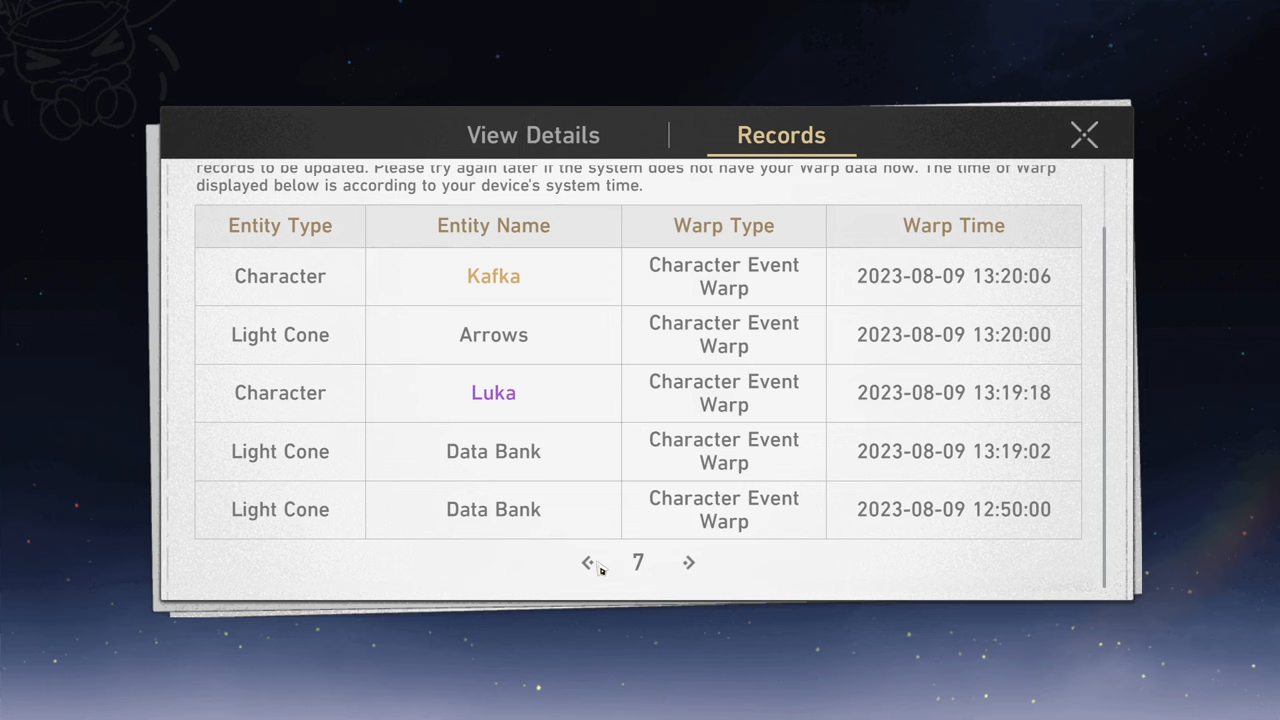 View Details
Records
records to be updated. Please try again later if the system does not have your Warp data now. The time of Warp
displayed below is according to your device's system time.
Entity Type Entity Name Warp Type Warp Time
Character Kafka Character Event Warp 2023-08-09 13:20:06
Light Cone Arrows Character Event Warp 2023-08-09 13:20:00
Character Luka Character Event Warp 2023-08-09 13:19:18
Light Cone Data Bank Character Event Warp 2023-08-09 13:19:02
Light Cone Data Bank Character Event Warp 2023-08-09 12:50:00
7